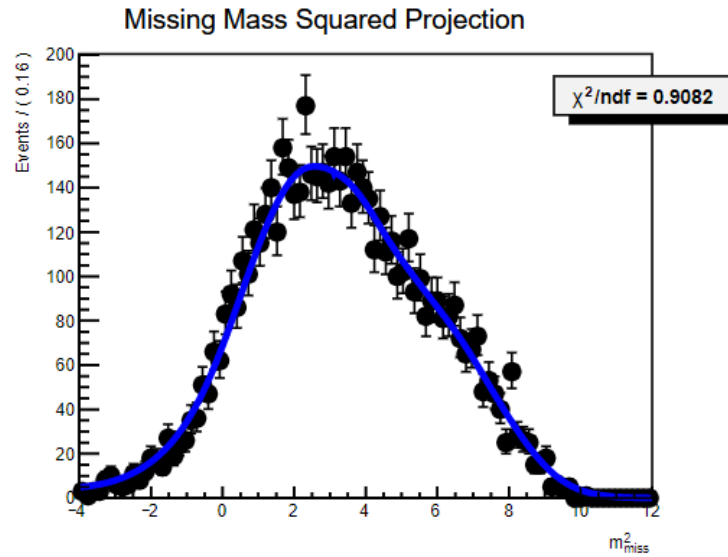 Missing Mass Squared Projection
Events / ( 0.16 )
χ²/ndf = 0.9082
200
180
160
140
120
100
80
60
40
20
0
−4 −2 0 2 4 6 8 10 12
m²miss